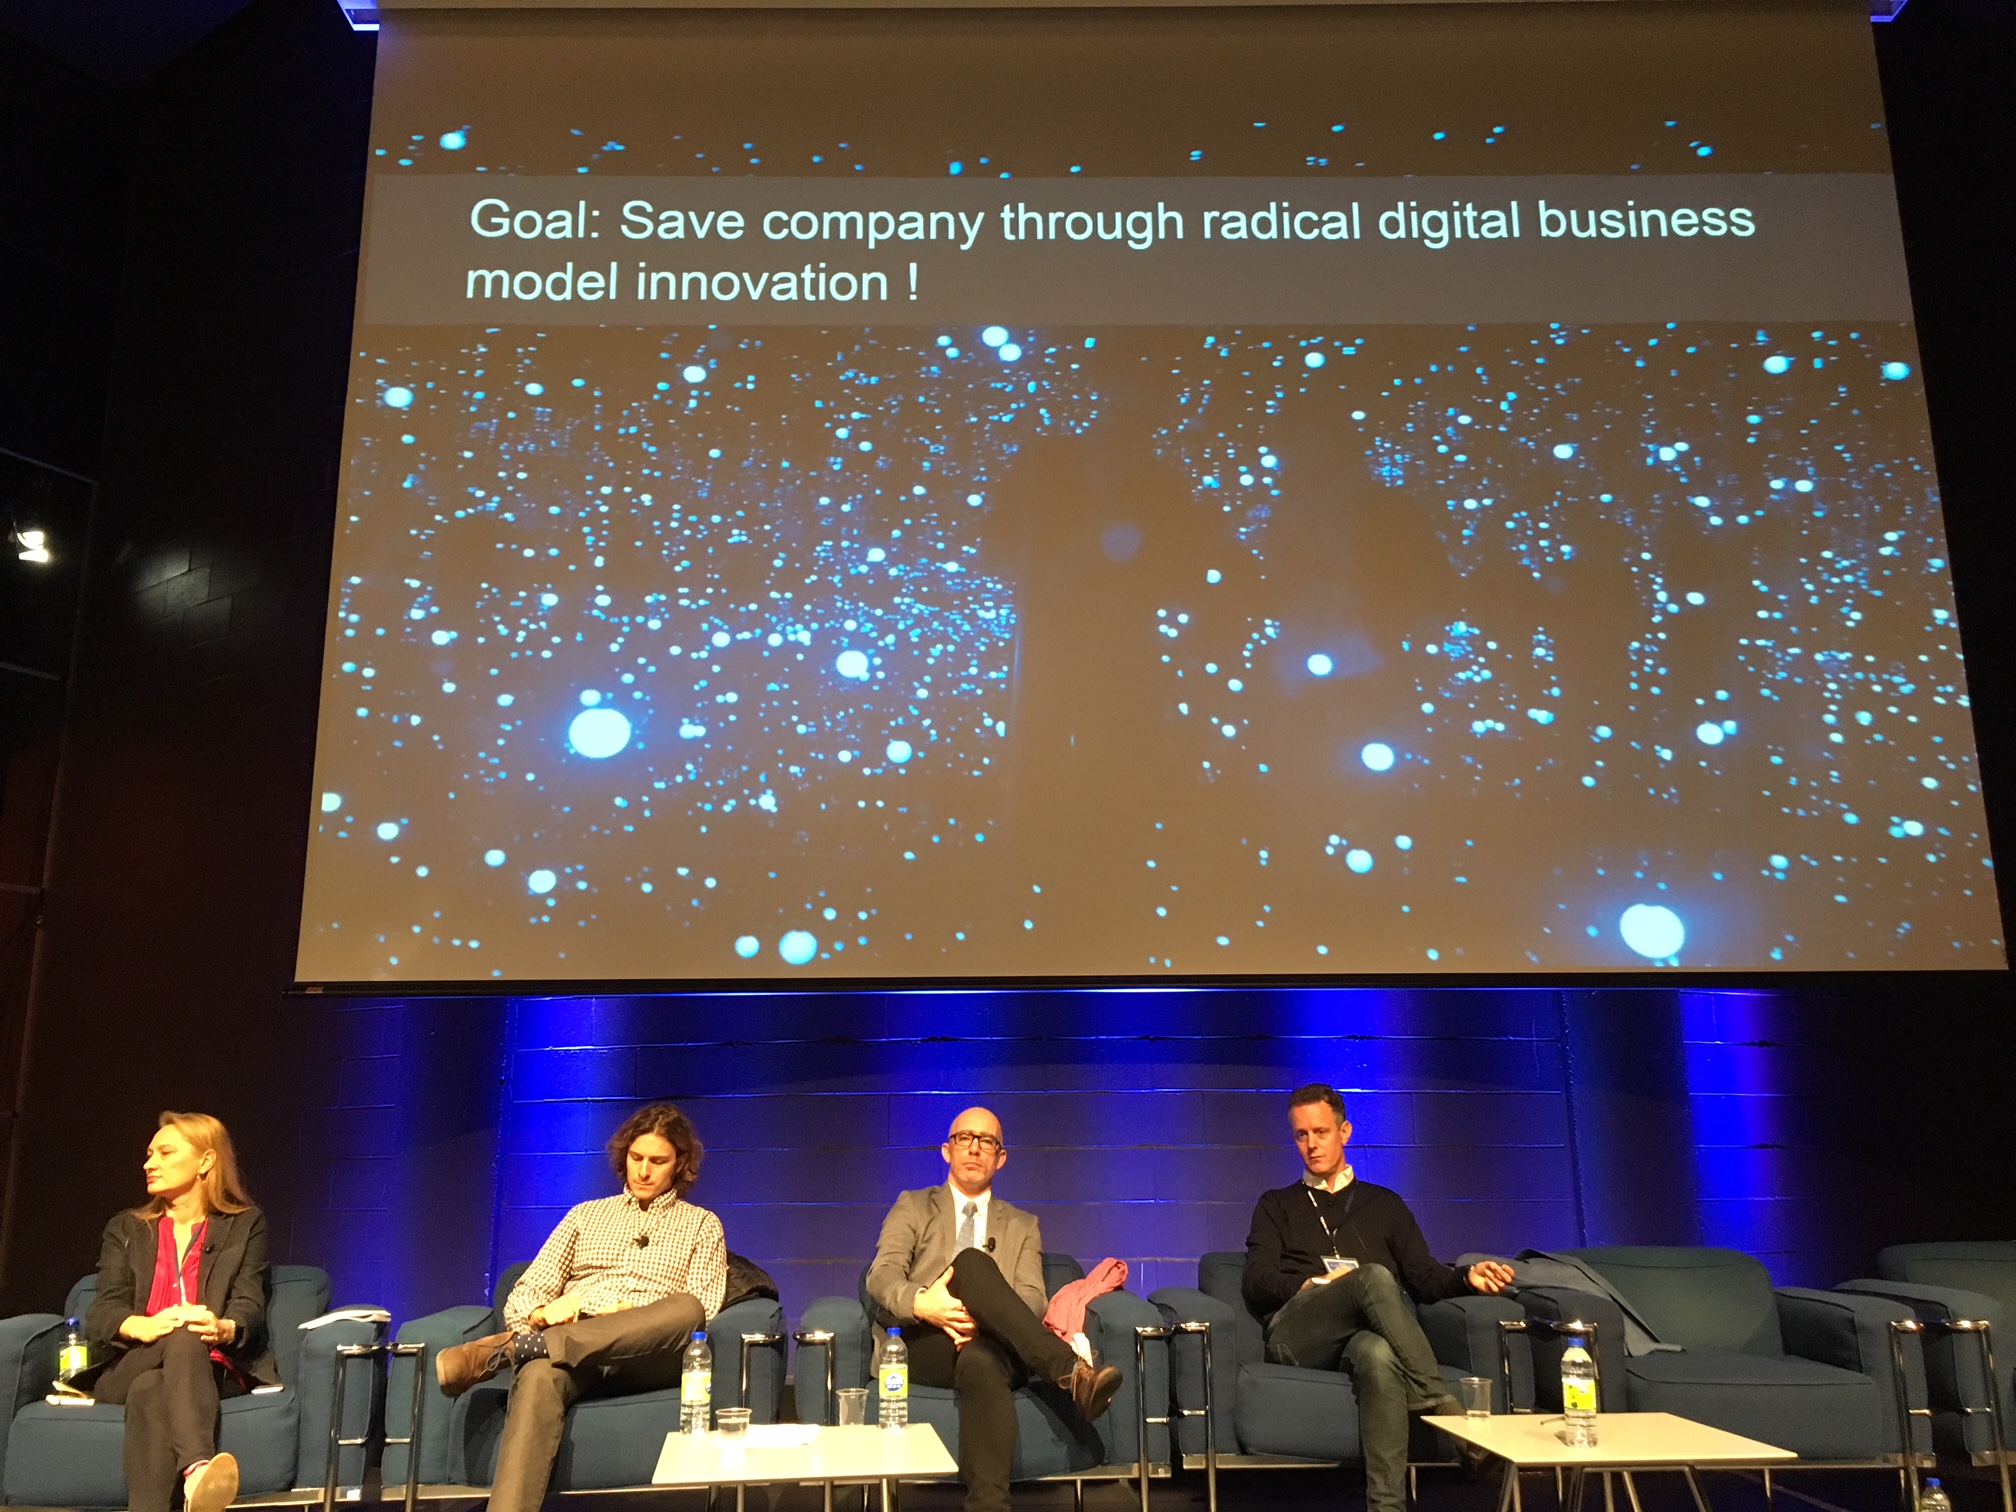 Goal: Save company through radical digital business
model innovation !